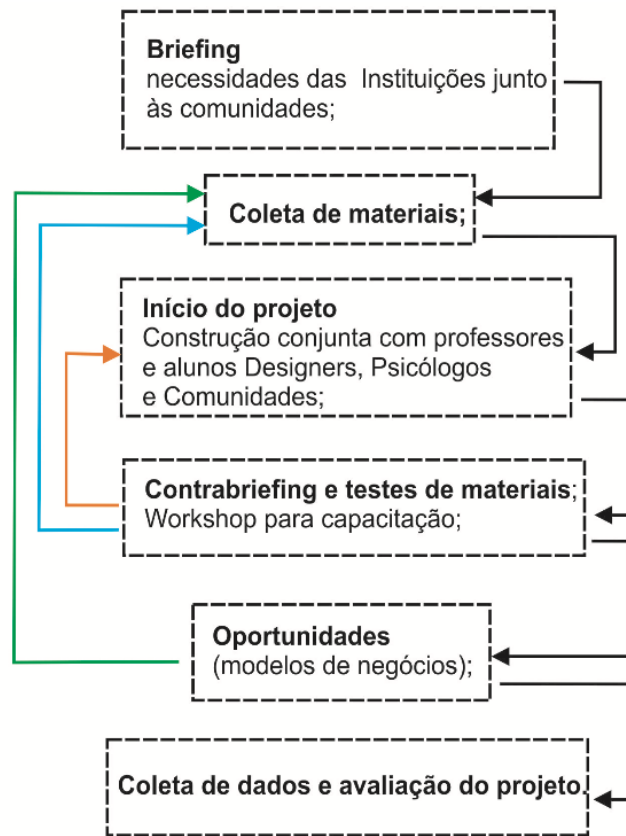 Briefing
necessidades das Instituições junto
às comunidades;
Coleta de materiais;
Início do projeto
Construção conjunta com professores
e alunos Designers, Psicólogos
e Comunidades;
Contrabriefing e testes de materiais;
Workshop para capacitação;
Oportunidades
(modelos de negócios);
Coleta de dados e avaliação do projeto.